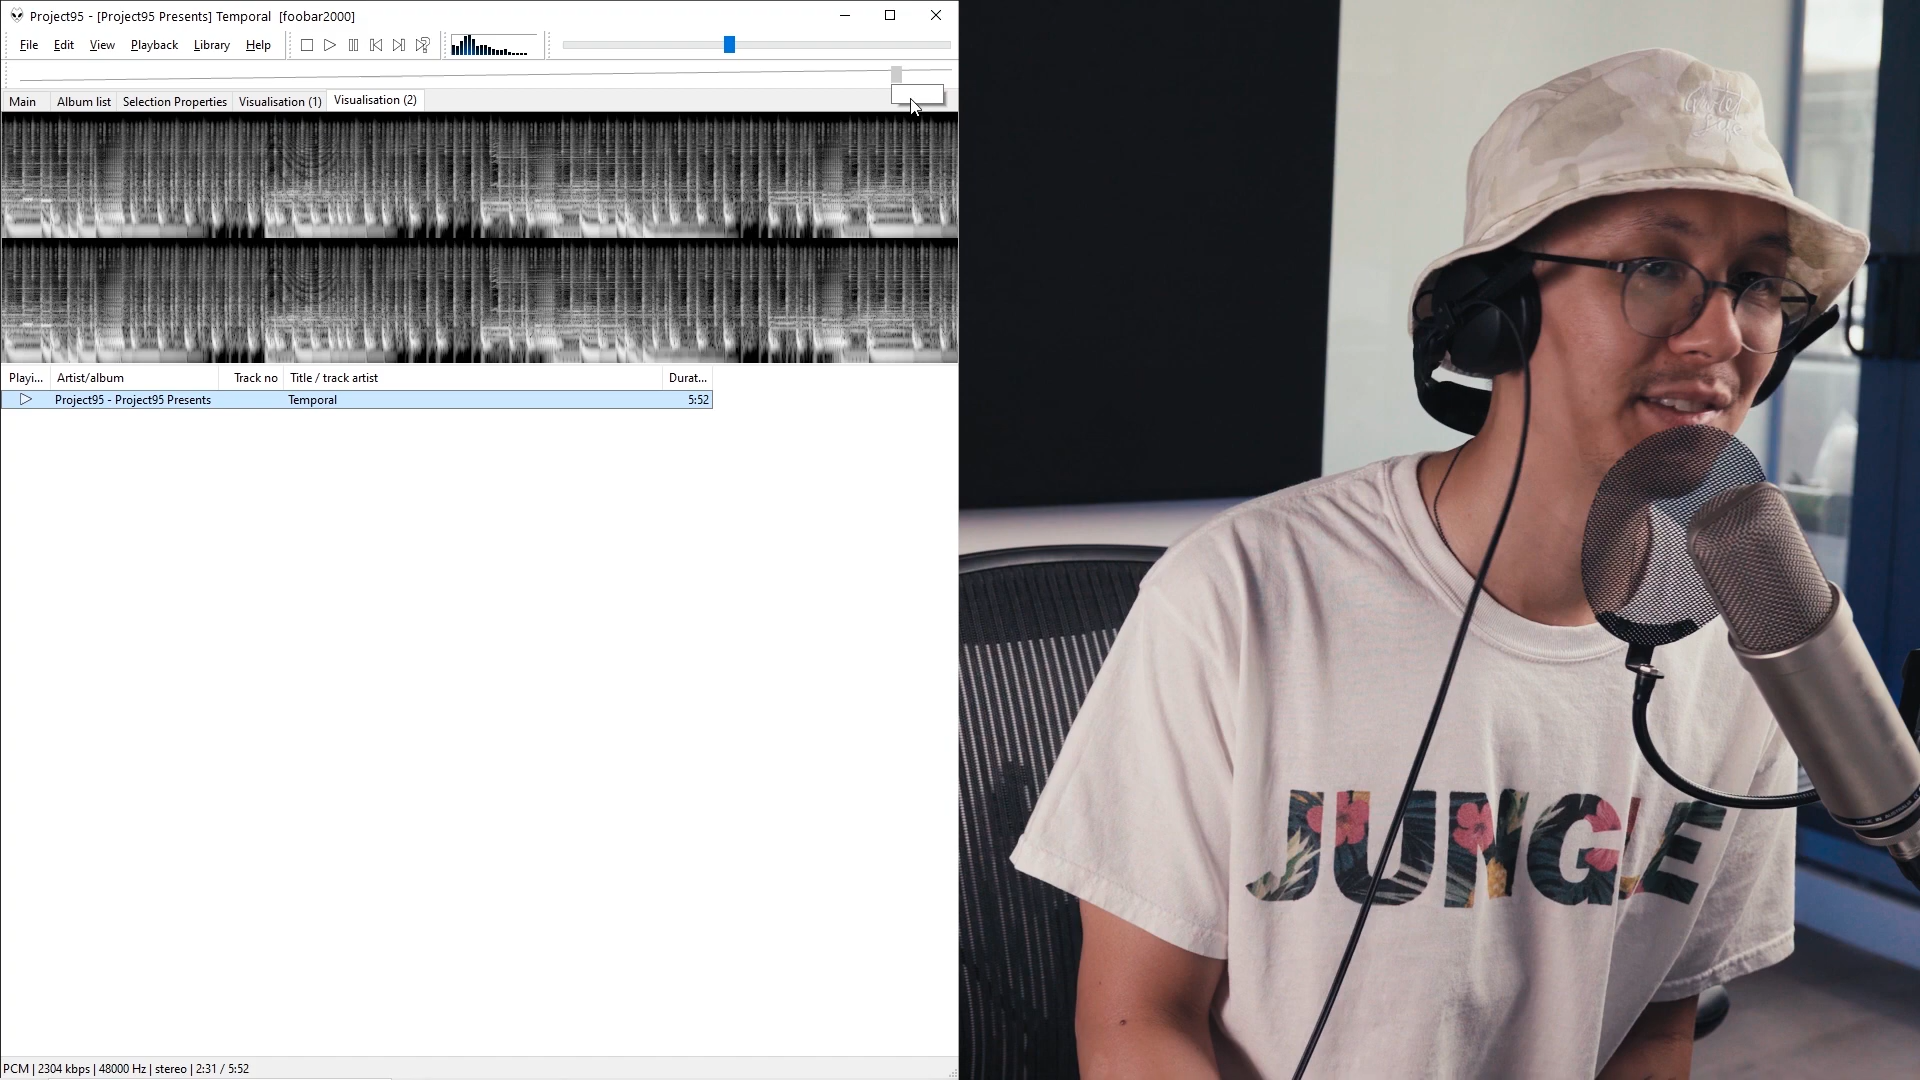 Project95 - [Project95 Presents] Temporal [foobar2000]
File Edit View Playback Library Help
Main Album list Selection Properties Visualisation (1) Visualisation (2)
Playi... Artist/album Track no Title / track artist Durat...
Project95 - Project95 Presents Temporal 5:52
PCM | 2304 kbps | 48000 Hz | stereo | 2:31 / 5:52
JUNGLE